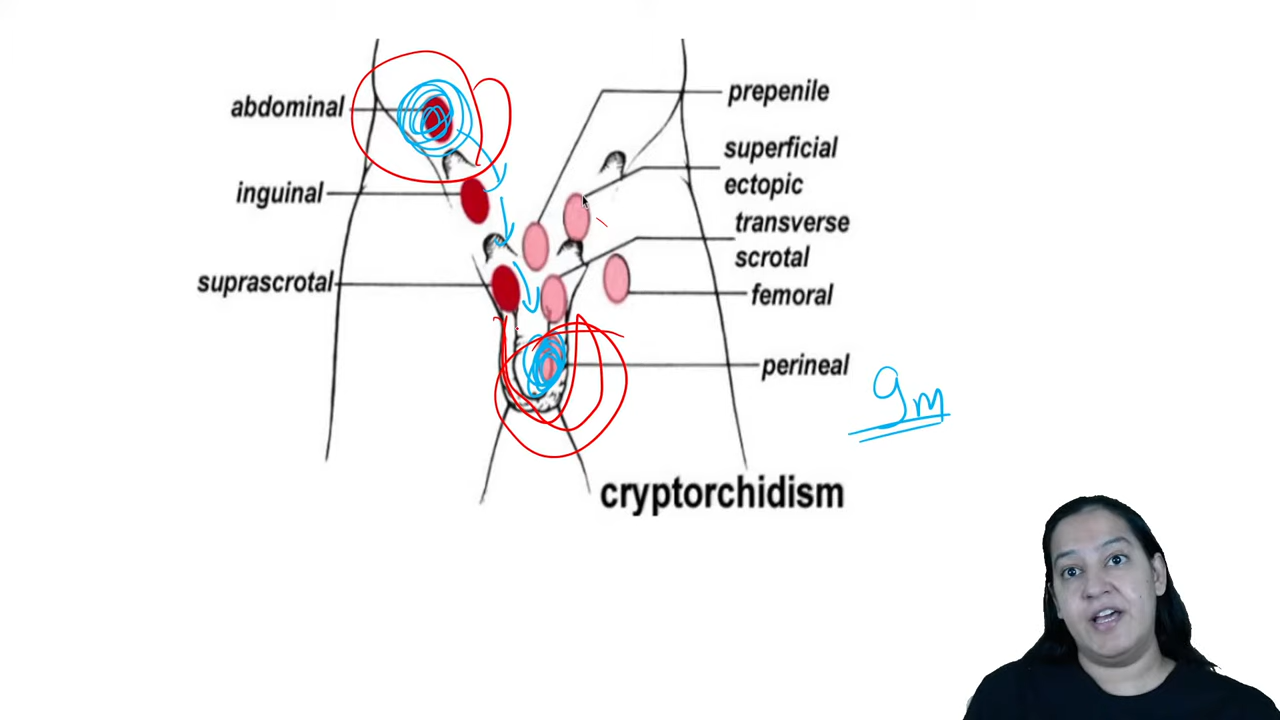 abdominal
inguinal
suprascrotal
prepenile
superficial
ectopic
transverse
scrotal
femoral
perineal
9m
cryptorchidism